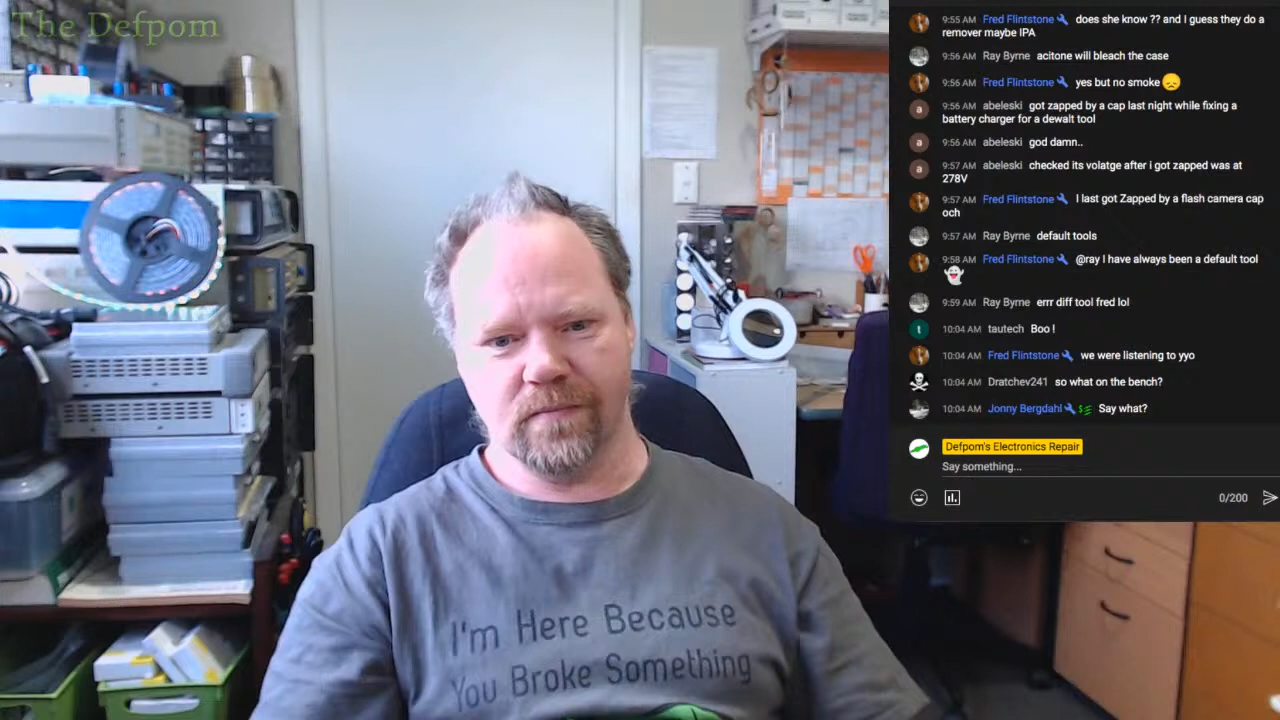 The Defpom
9:55 AM Fred Flintstone does she know ?? and I guess they do a
remover maybe IPA
9:56 AM Ray Byrne acitone will bleach the case
9:56 AM Fred Flintstone yes but no smoke 😞
a 9:56 AM abeleski got zapped by a cap last night while fixing a
battery charger for a dewalt tool
a 9:56 AM abeleski god damn..
a 9:57 AM abeleski checked its volatge after i got zapped was at
278V
9:57 AM Fred Flintstone I last got Zapped by a flash camera cap
och
9:57 AM Ray Byrne default tools
9:58 AM Fred Flintstone @ray I have always been a default tool
👻
9:59 AM Ray Byrne errr diff tool fred lol
t 10:04 AM tautech Boo !
10:04 AM Fred Flintstone we were listening to yyo
10:04 AM Dratchev241 so what on the bench?
10:04 AM Jonny Bergdahl Say what?
Defpom's Electronics Repair
Say something...
0/200
I'm Here Because
You Broke Something